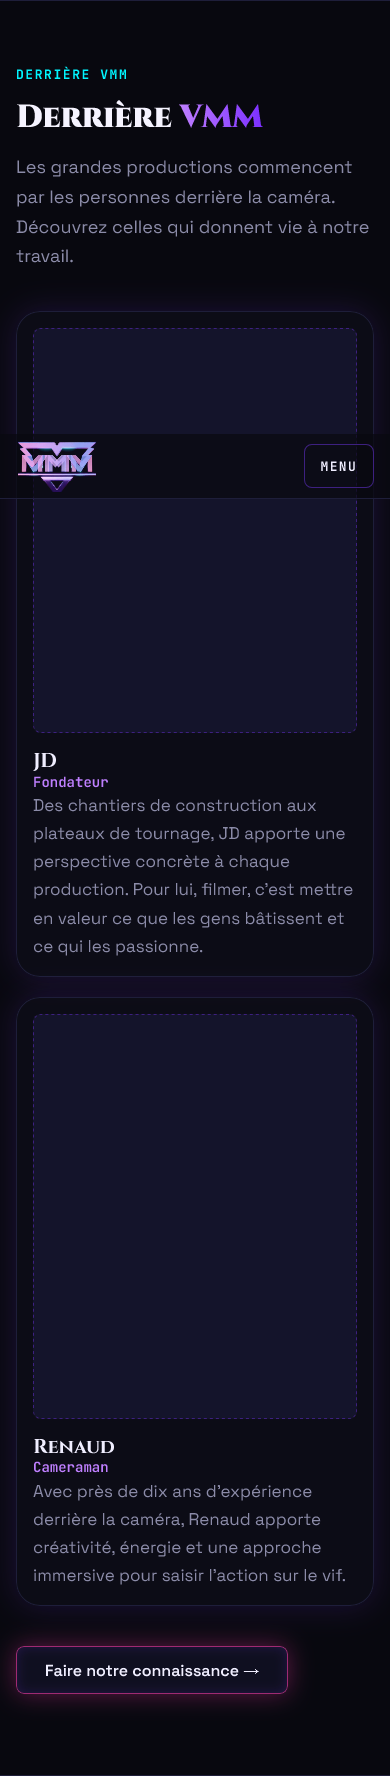 DERRIÈRE VMM
Derrière VMM
Les grandes productions commencent
par les personnes derrière la caméra.
Découvrez celles qui donnent vie à notre
travail.
MENU
JD
Fondateur
Des chantiers de construction aux
plateaux de tournage, JD apporte une
perspective concrète à chaque
production. Pour lui, filmer, c'est mettre
en valeur ce que les gens bâtissent et
ce qui les passionne.
Renaud
Cameraman
Avec près de dix ans d'expérience
derrière la caméra, Renaud apporte
créativité, énergie et une approche
immersive pour saisir l'action sur le vif.
Faire notre connaissance →